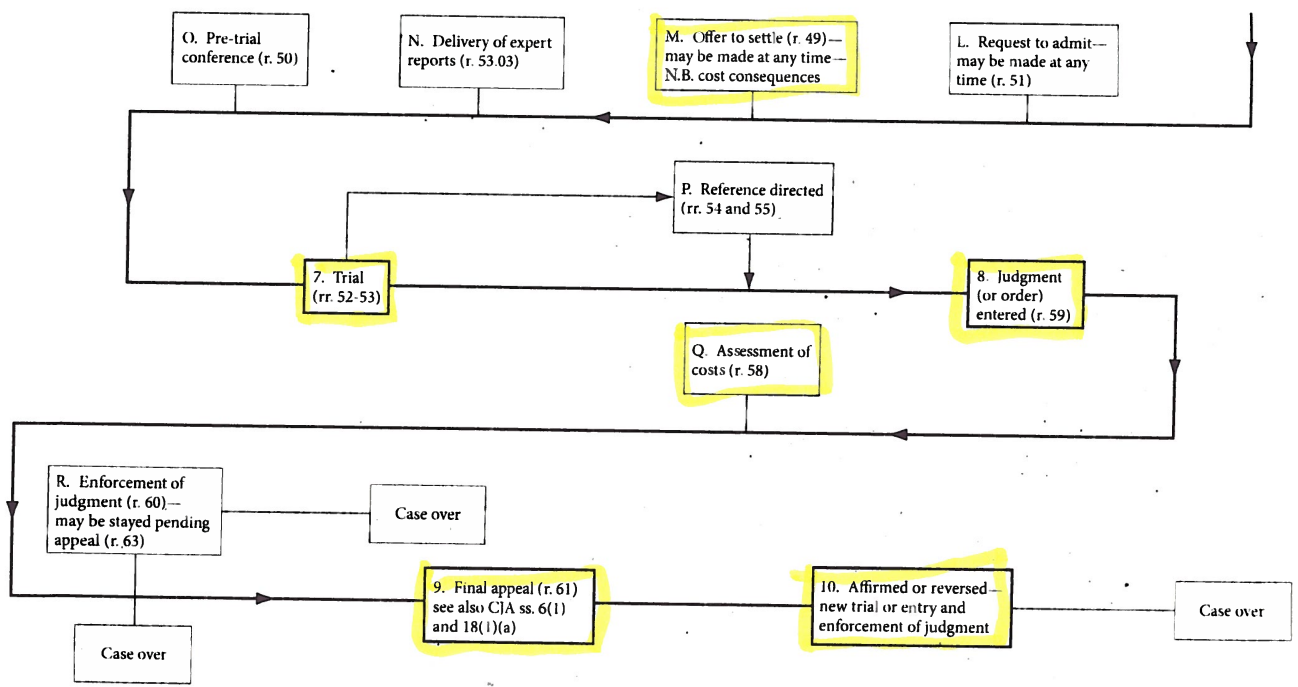 O. Pre-trial
conference (r. 50)
N. Delivery of expert
reports (r. 53.03)
M. Offer to settle (r. 49)—
may be made at any time—
N.B. cost consequences
L. Request to admit—
may be made at any
time (r. 51)
P. Reference directed
(rr. 54 and 55)
7. Trial
(rr. 52-53)
8. Judgment
(or order)
entered (r. 59)
Q. Assessment of
costs (r. 58)
R. Enforcement of
judgment (r. 60)—
may be stayed pending
appeal (r. 63)
Case over
9. Final appeal (r. 61)
see also CJA ss. 6(1)
and 18(1)(a)
10. Affirmed or reversed—
new trial or entry and
enforcement of judgment
Case over
Case over